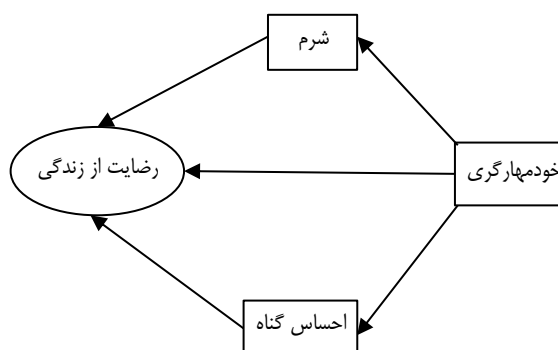 شرم
خودمهارگری
رضایت از زندگی
احساس گناه